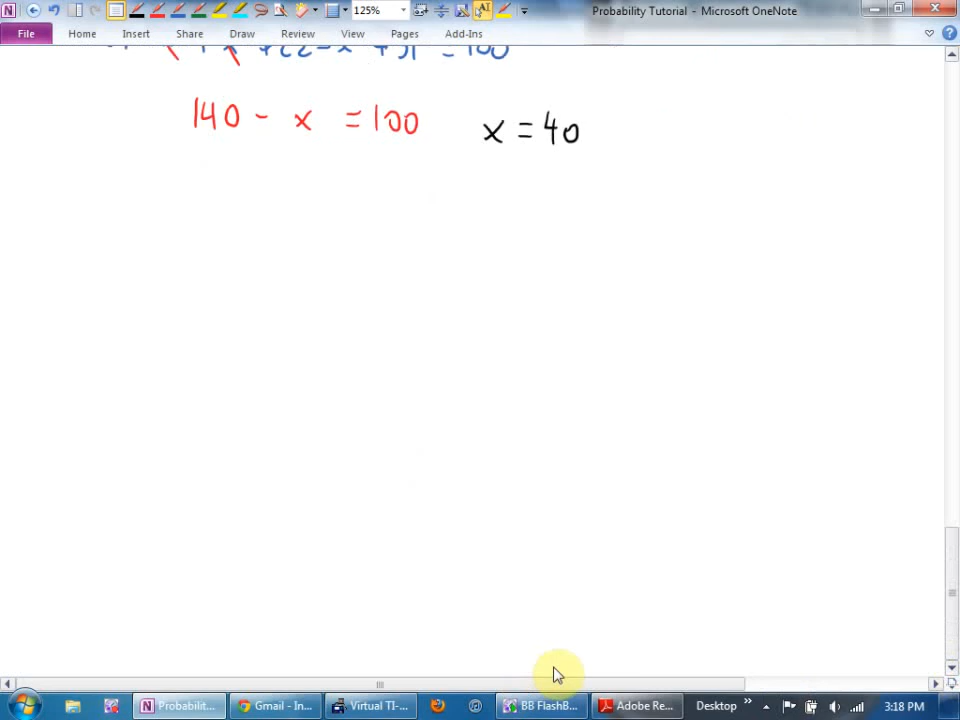 125%
Probability Tutorial - Microsoft OneNote
File Home Insert Share Draw Review View Pages Add-Ins
140 - x = 100
x = 40
Probabilit... Gmail - In... Virtual TI-... BB FlashB... Adobe Re... Desktop » 3:18 PM